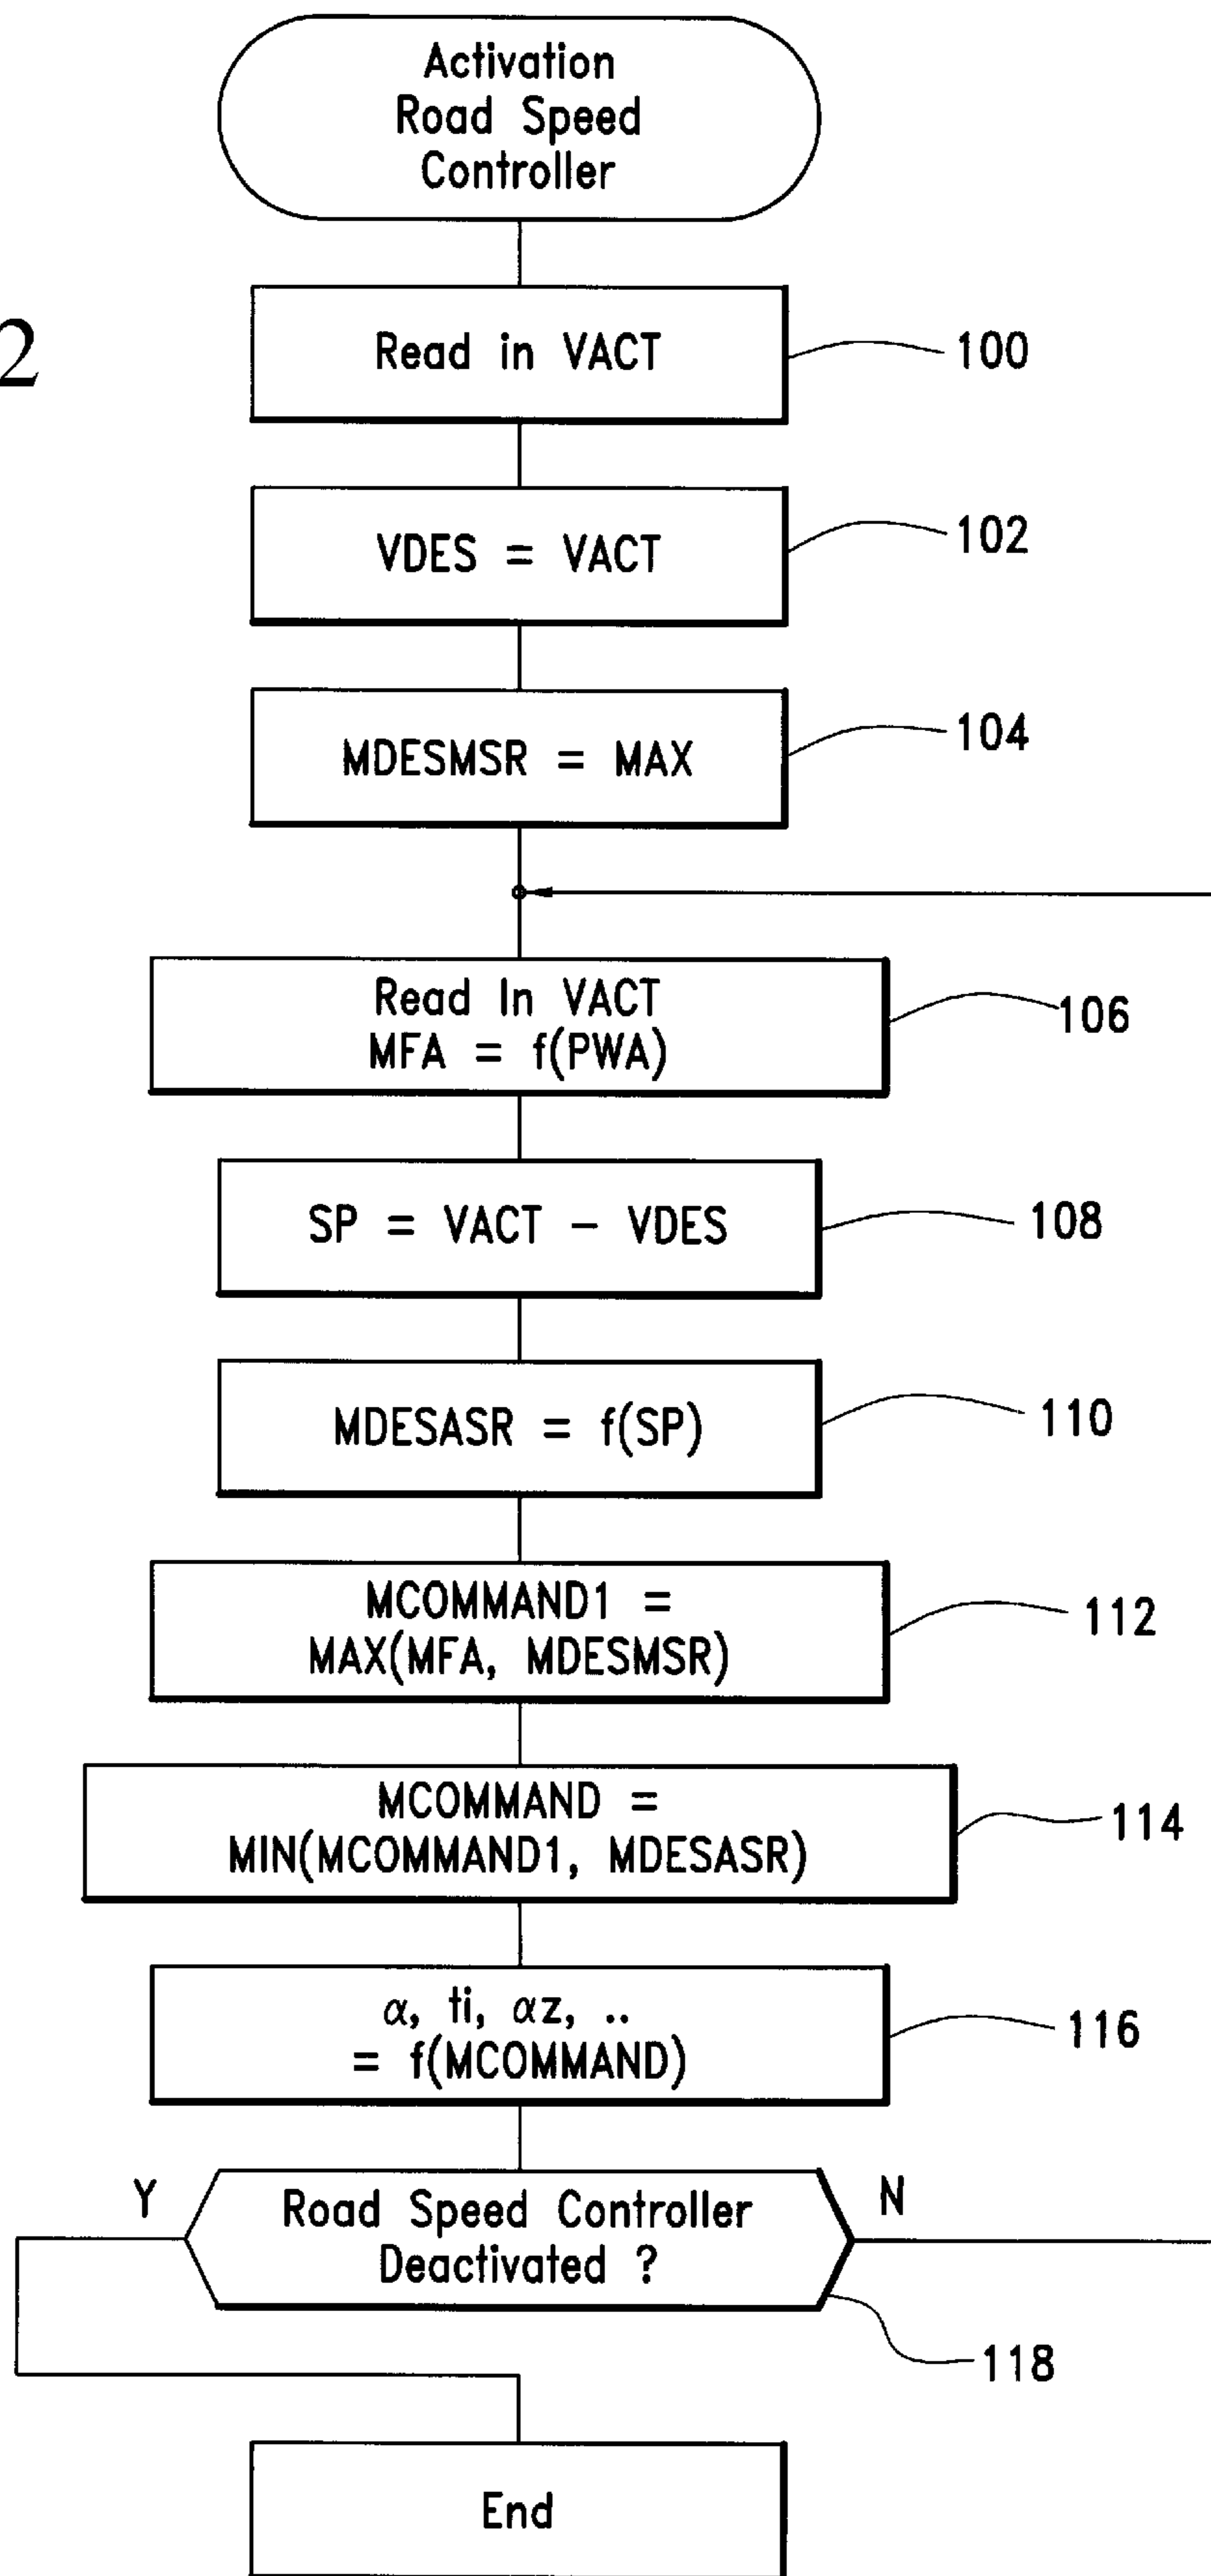 Activation
Road Speed
Controller
2
Read in VACT
100
VDES = VACT
102
MDESMSR = MAX
104
Read In VACT
MFA = f(PWA)
106
SP = VACT - VDES
108
MDESASR = f(SP)
110
MCOMMAND1 =
MAX(MFA, MDESMSR)
112
MCOMMAND =
MIN(MCOMMAND1, MDESASR)
114
α, ti, αz, ..
= f(MCOMMAND)
116
Y
Road Speed Controller
Deactivated ?
N
118
End